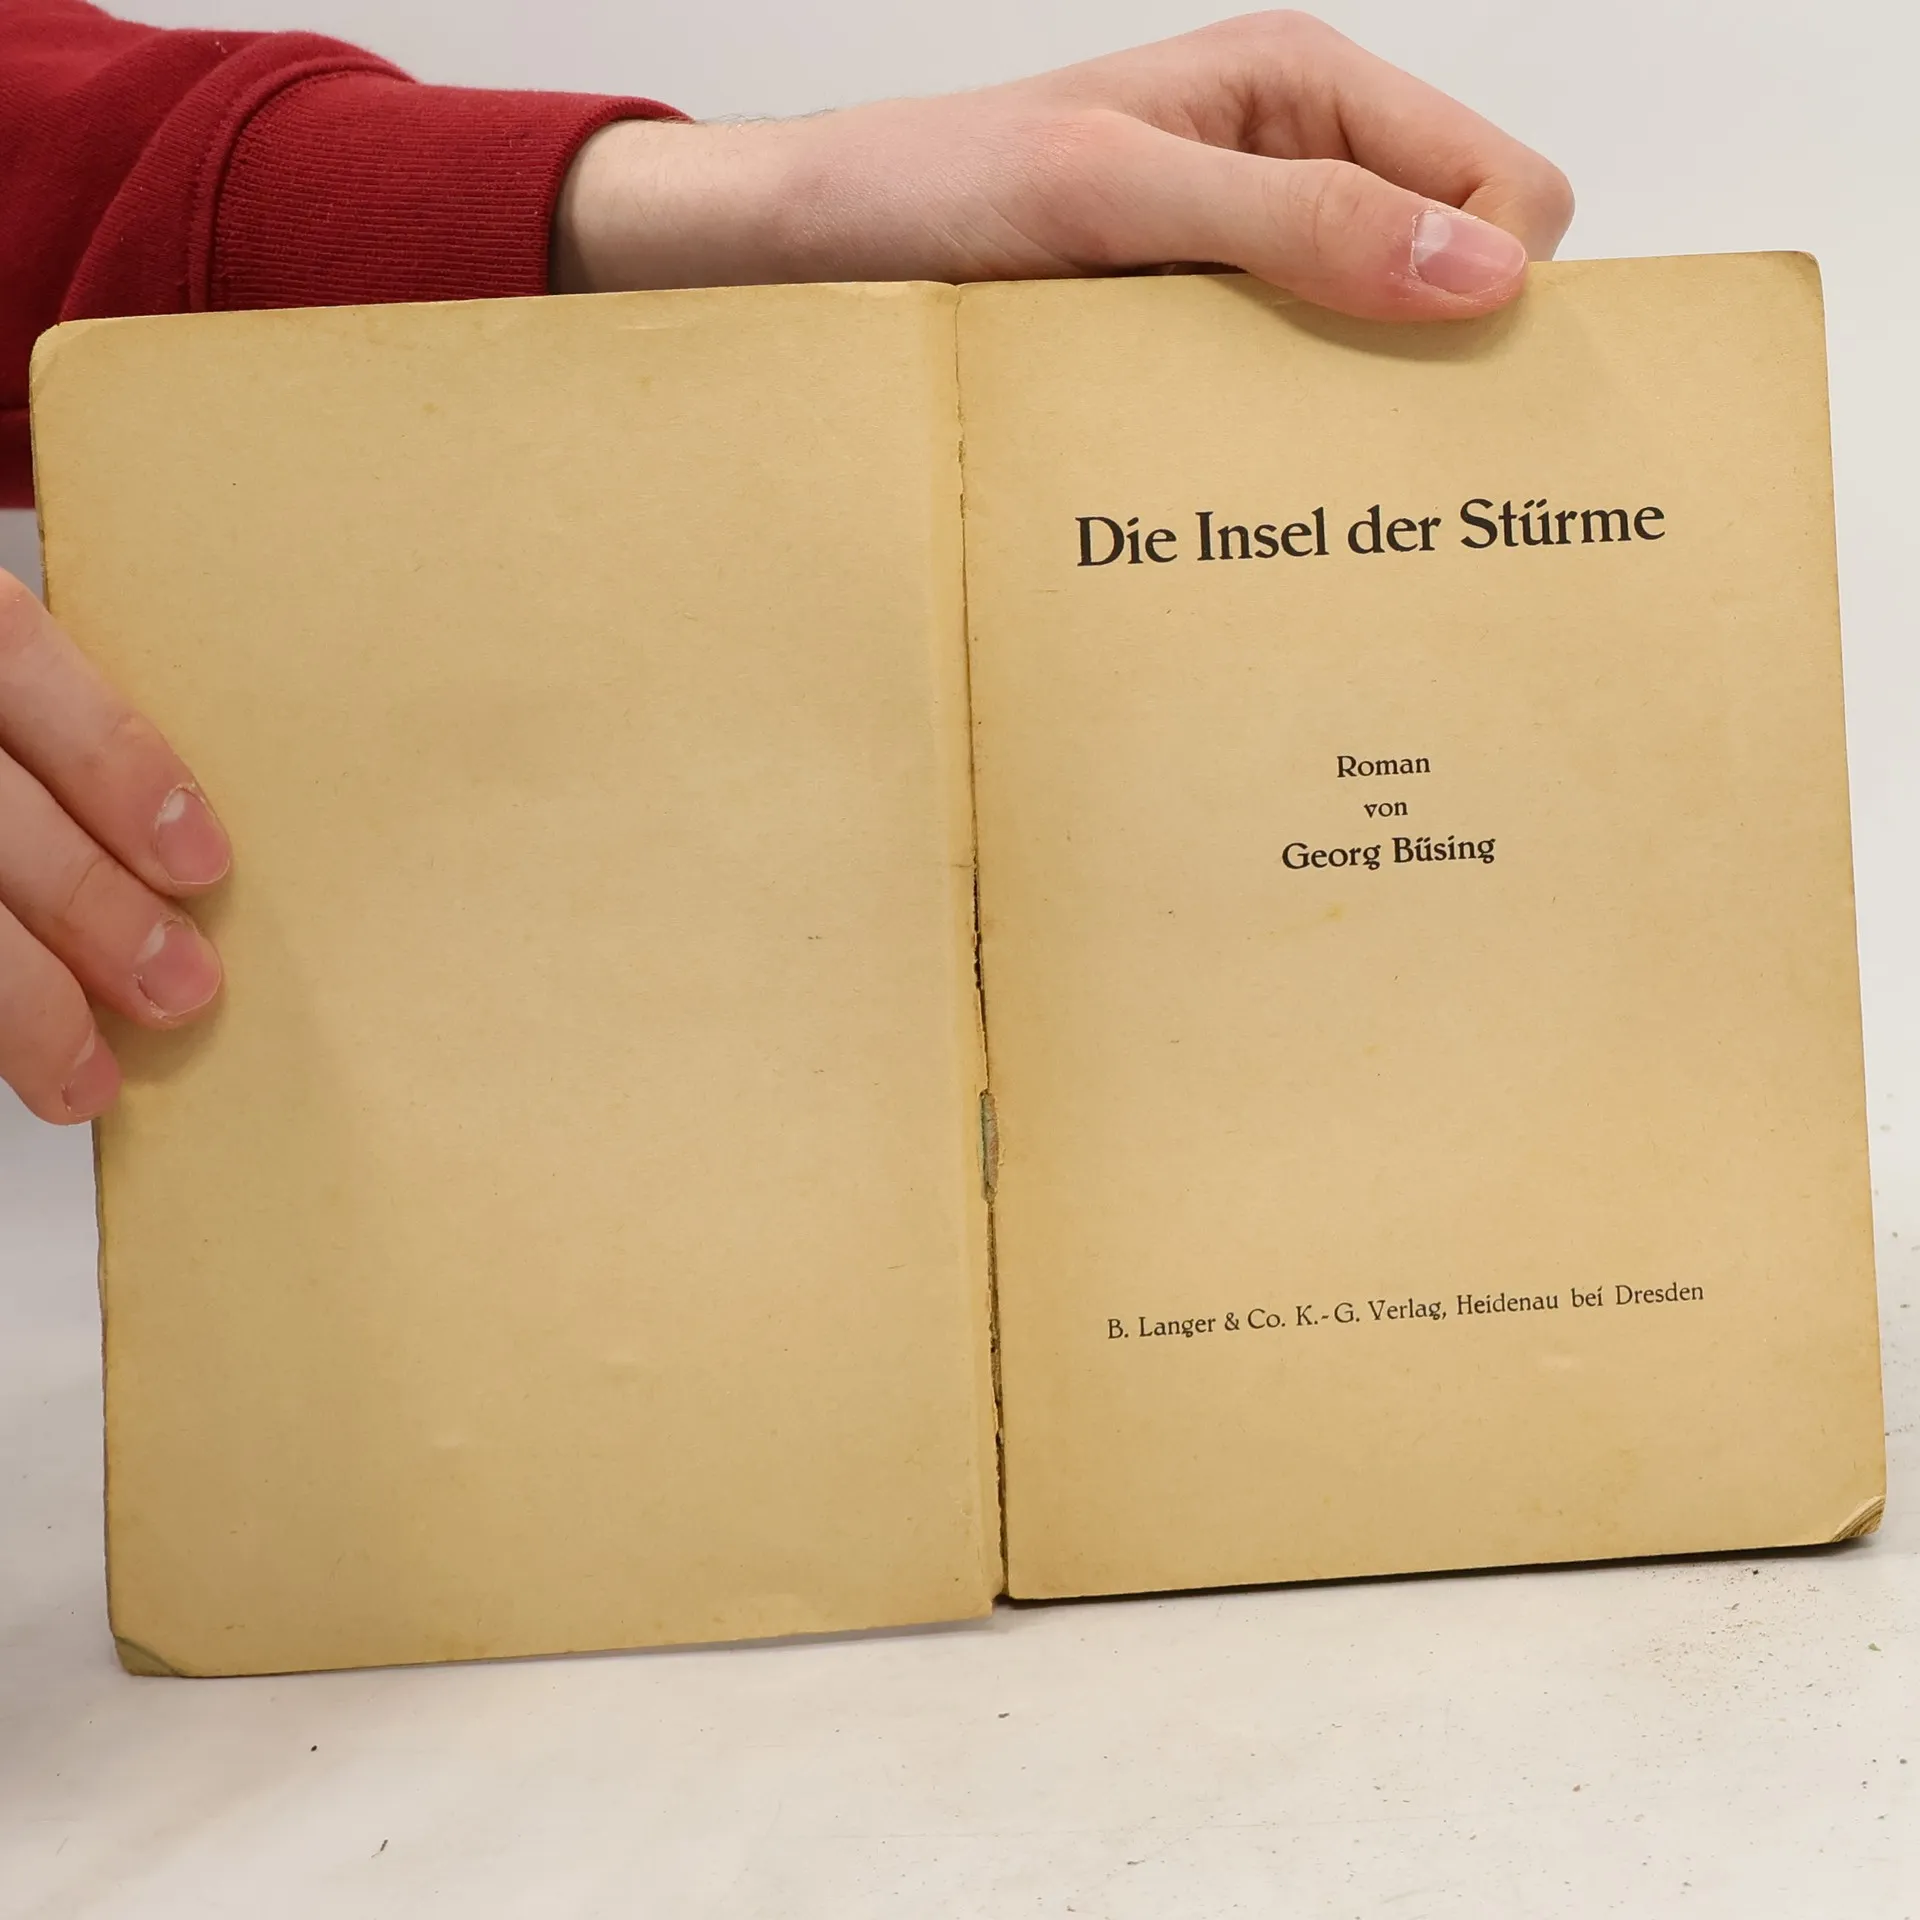 Die Insel der Stürme
Roman
von
Georg Büsing
B. Langer & Co. K.-G. Verlag, Heidenau bei Dresden